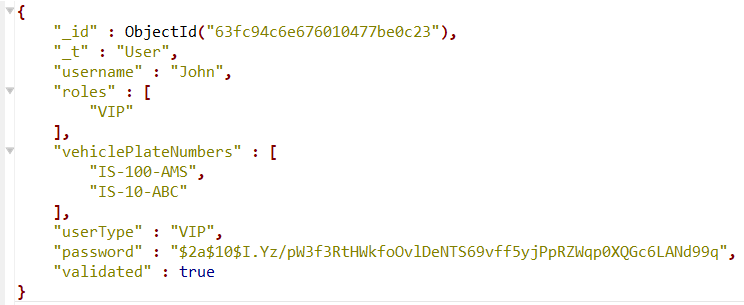 {
"_id" : ObjectId("63fc94c6e676010477be0c23"),
"_t" : "User",
"username" : "John",
"roles" : [
"VIP"
],
"vehiclePlateNumbers" : [
"IS-100-AMS",
"IS-10-ABC"
],
"userType" : "VIP",
"password" : "$2a$10$I.Yz/pW3f3RtHWkfoOvlDeNTS69vff5yjPpRZWqp0XQGc6LANd99q",
"validated" : true
}